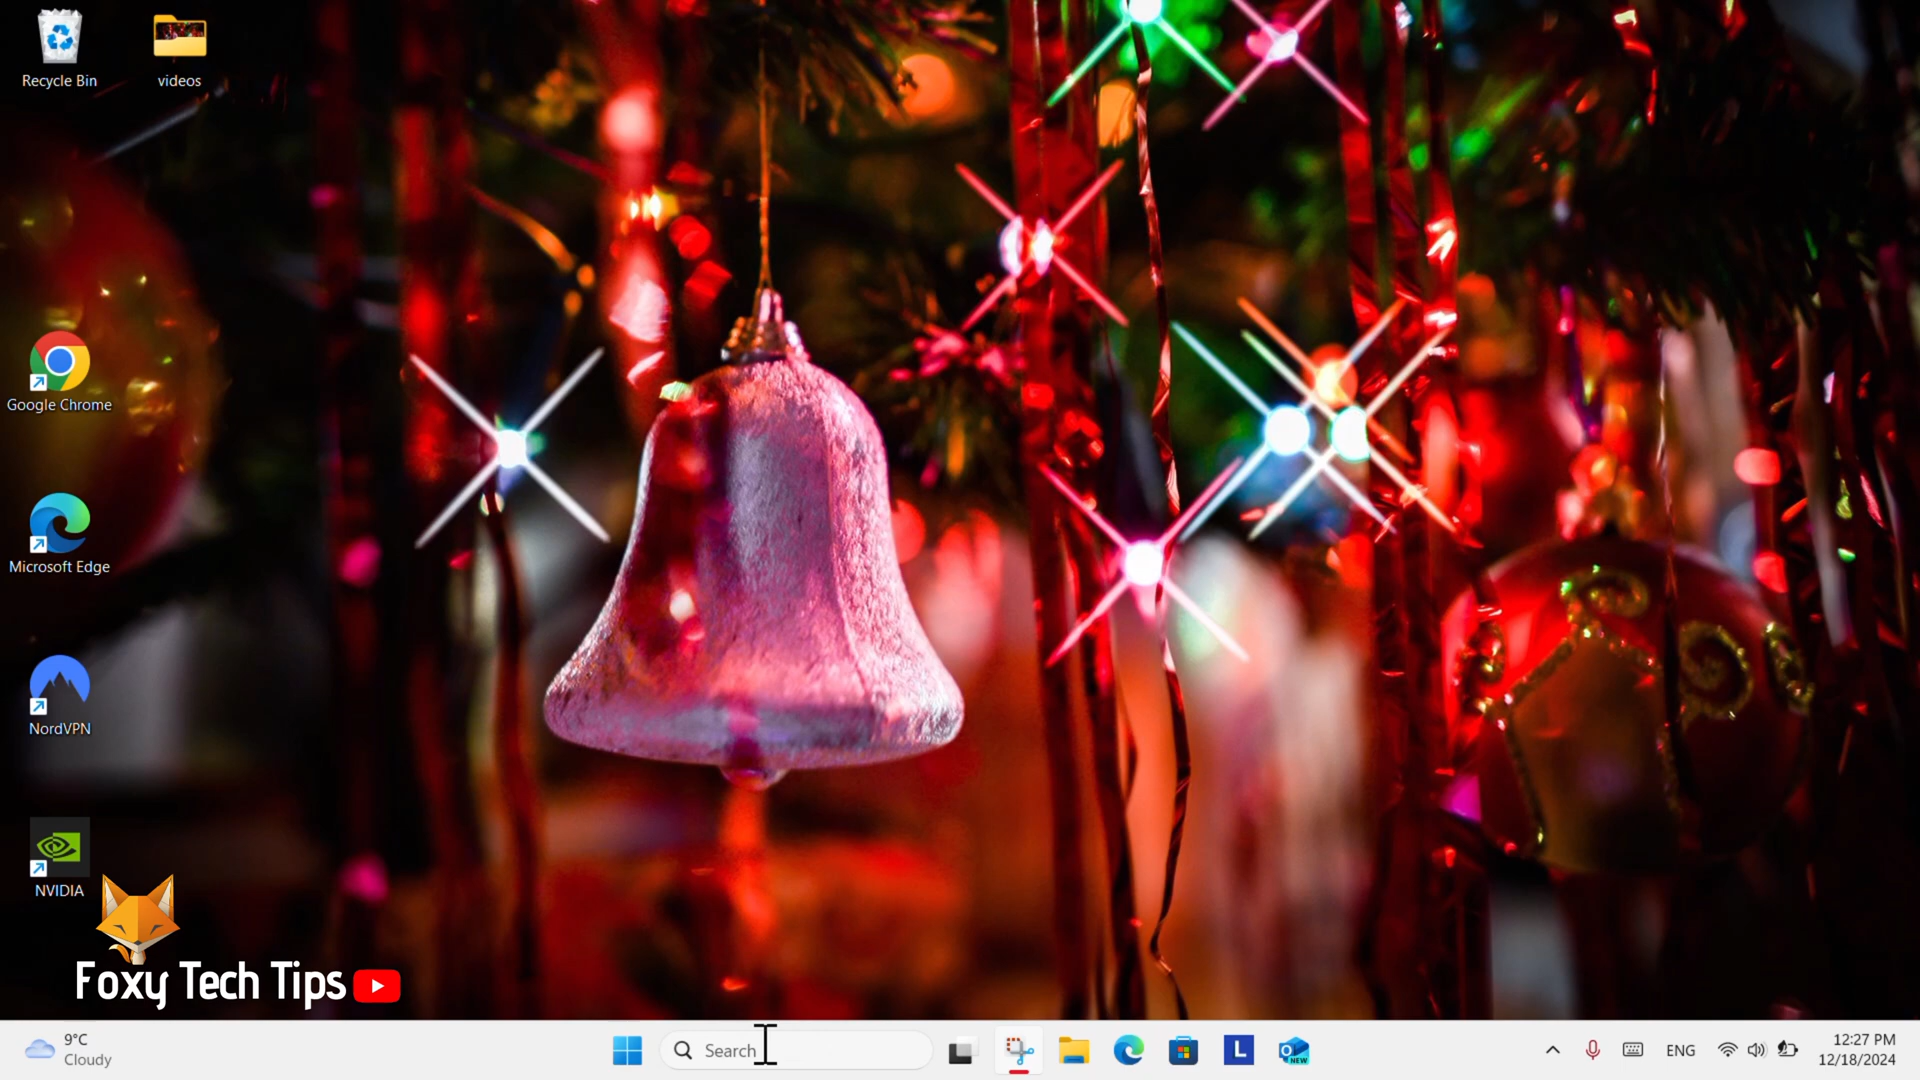 Recycle Bin
videos
Google Chrome
Microsoft Edge
NordVPN
NVIDIA
Foxy Tech Tips
9°C
Cloudy
Search
L
NEW
ENG
12:27 PM
12/18/2024